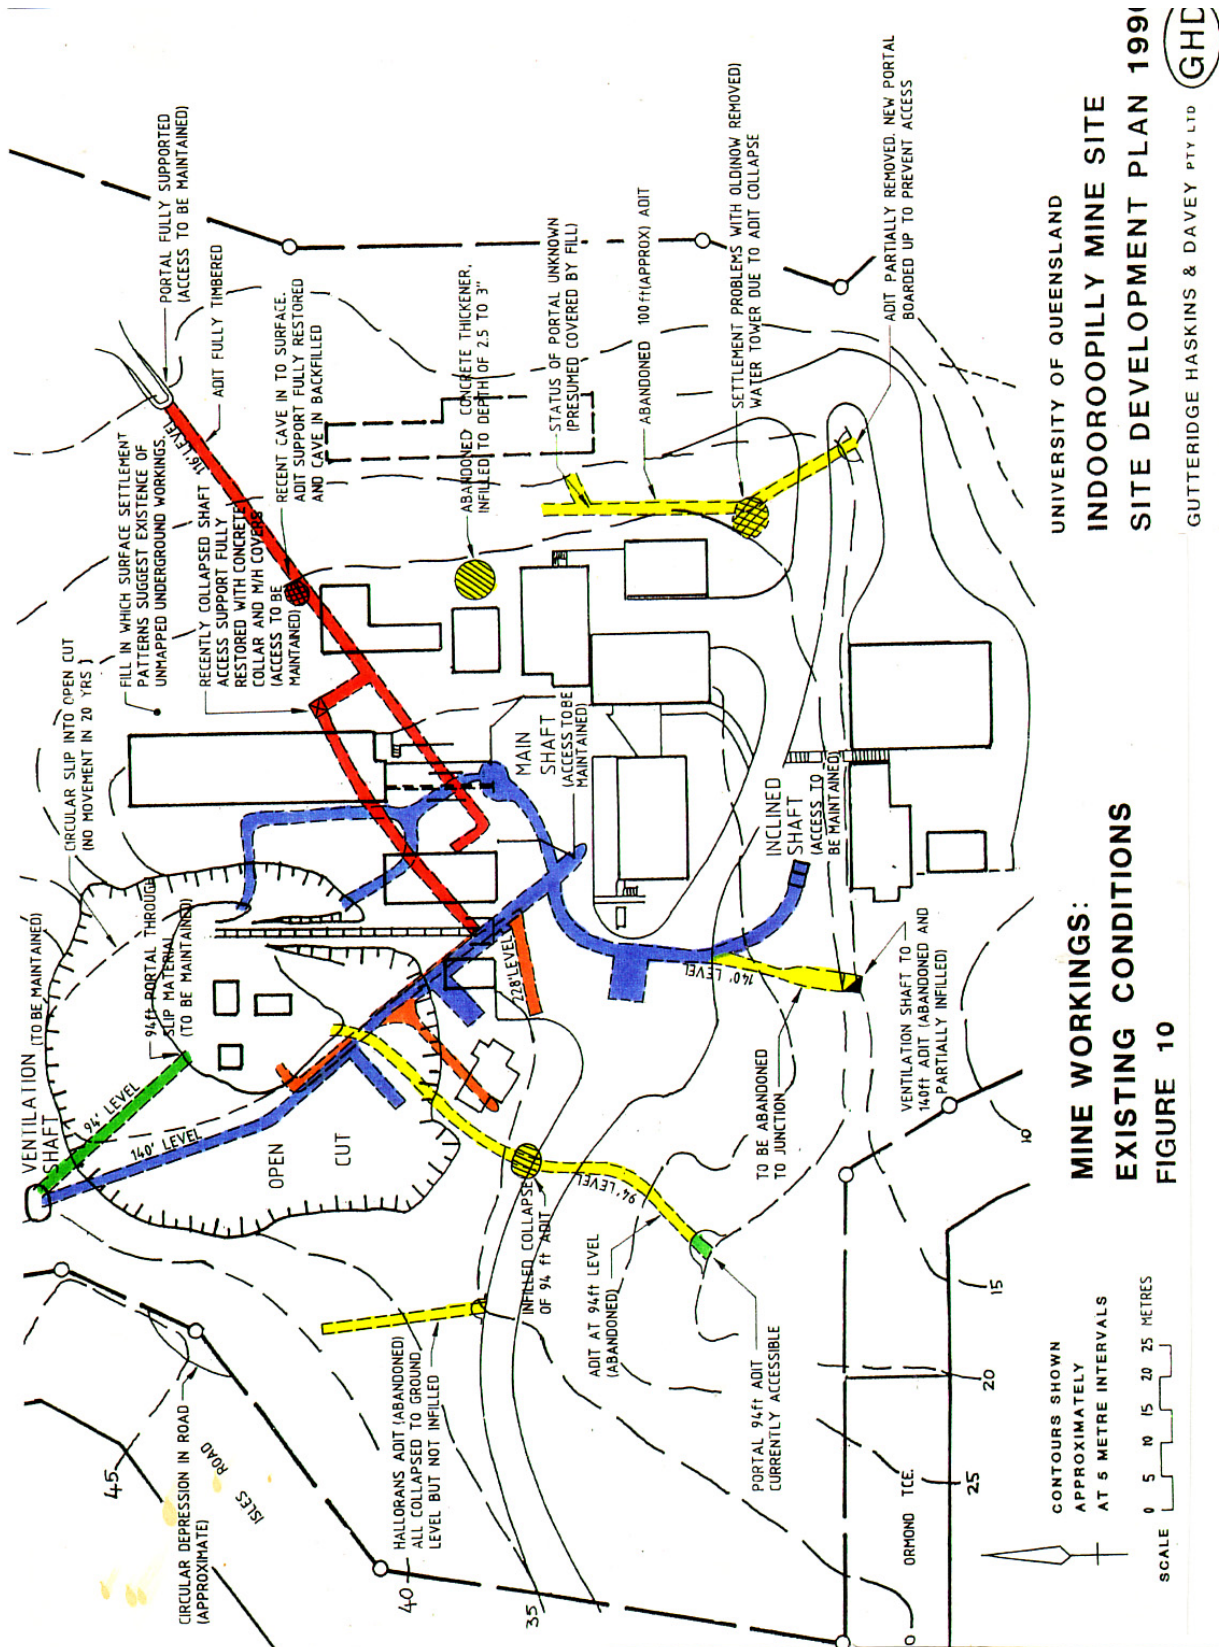 VENTILATION
SHAFT
(TO BE MAINTAINED)
CIRCULAR SLIP INTO OPEN CUT
(NO MOVEMENT IN 20 YRS)
94ft PORTAL THROUGH
SLIP MATERIAL
(TO BE MAINTAINED)
FILL IN WHICH SURFACE SETTLEMENT
PATTERNS SUGGEST EXISTENCE OF
UNMAPPED UNDERGROUND WORKINGS.
RECENTLY COLLAPSED SHAFT
ACCESS SUPPORT FULLY
RESTORED WITH CONCRETE
COLLAR AND M/H COVERS
(ACCESS TO BE
MAINTAINED)
116' LEVEL
PORTAL FULLY SUPPORTED
(ACCESS TO BE MAINTAINED)
ADIT FULLY TIMBERED
RECENT CAVE IN TO SURFACE.
ADIT SUPPORT FULLY RESTORED
AND CAVE IN BACKFILLED
ABANDONED CONCRETE THICKENER,
INFILLED TO DEPTH OF 2.5 TO 3"
STATUS OF PORTAL UNKNOWN
(PRESUMED COVERED BY FILL)
ABANDONED 100ft(APPROX) ADIT
SETTLEMENT PROBLEMS WITH OLD(NOW REMOVED)
WATER TOWER DUE TO ADIT COLLAPSE
ADIT PARTIALLY REMOVED. NEW PORTAL
BOARDED UP TO PREVENT ACCESS
94' LEVEL
140' LEVEL
OPEN
CUT
228'LEVEL
MAIN
SHAFT
(ACCESS TO BE
MAINTAINED)
INCLINED
SHAFT
(ACCESS TO
BE MAINTAINED)
140' LEVEL
VENTILATION SHAFT TO
140ft ADIT (ABANDONED AND
PARTIALLY INFILLED)
TO BE ABANDONED
TO JUNCTION
INFILLED COLLAPSE
OF 94 ft ADIT
94' LEVEL
ADIT AT 94ft LEVEL
(ABANDONED)
PORTAL 94ft ADIT
CURRENTLY ACCESSIBLE
HALLORANS ADIT (ABANDONED)
ALL COLLAPSED TO GROUND
LEVEL BUT NOT INFILLED
CIRCULAR DEPRESSION IN ROAD
(APPROXIMATE)
ISLES ROAD
45
40
35
25
20
15
10
ORMOND TCE.
CONTOURS SHOWN
APPROXIMATELY
AT 5 METRE INTERVALS
SCALE 0 5 10 15 20 25 METRES
MINE WORKINGS:
EXISTING CONDITIONS
FIGURE 10
UNIVERSITY OF QUEENSLAND
INDOOROOPILLY MINE SITE
SITE DEVELOPMENT PLAN
GUTTERIDGE HASKINS & DAVEY PTY LTD
GHD